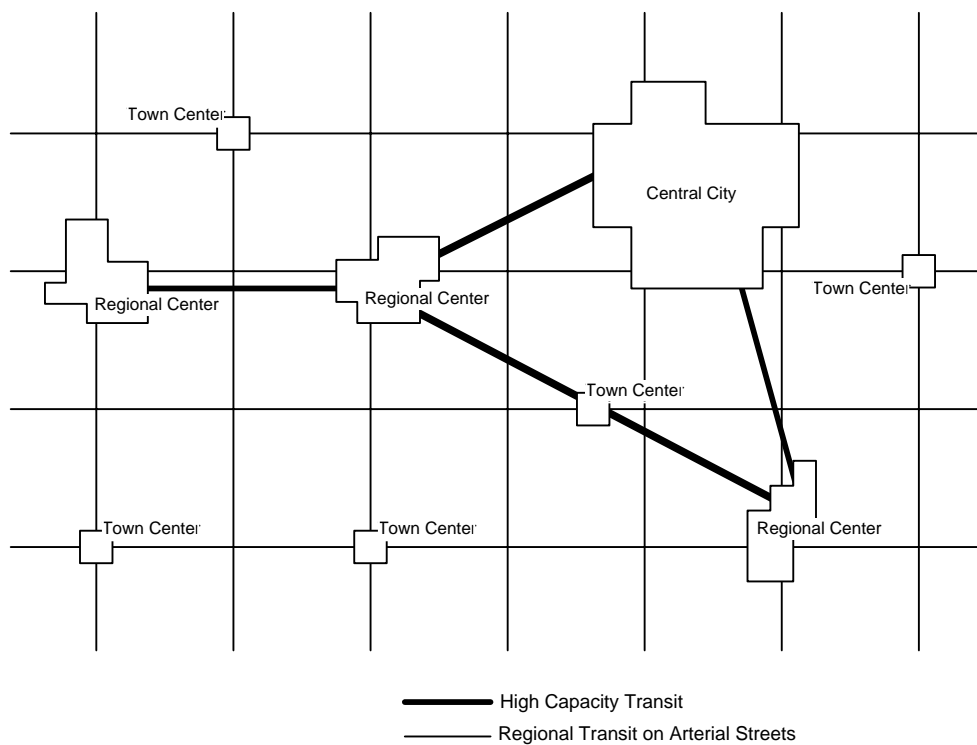 Town Center
Central City
Town Center
Regional Center
Regional Center
Town Center
Town Center
Town Center
Regional Center
High Capacity Transit
Regional Transit on Arterial Streets